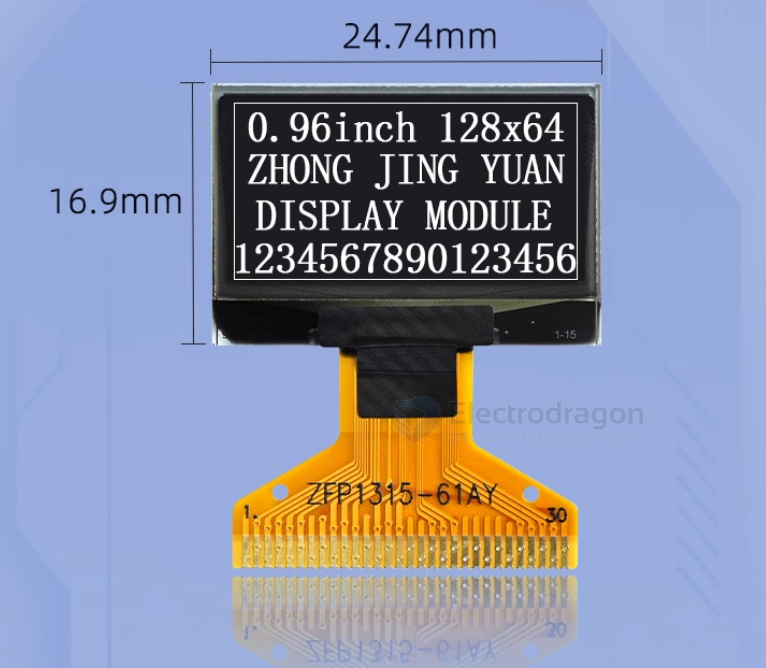 24.74mm
16.9mm
0.96inch 128x64
ZHONG JING YUAN
DISPLAY MODULE
1234567890123456
1-15
Electrodragon
ZFP1315-61AY
1. 30